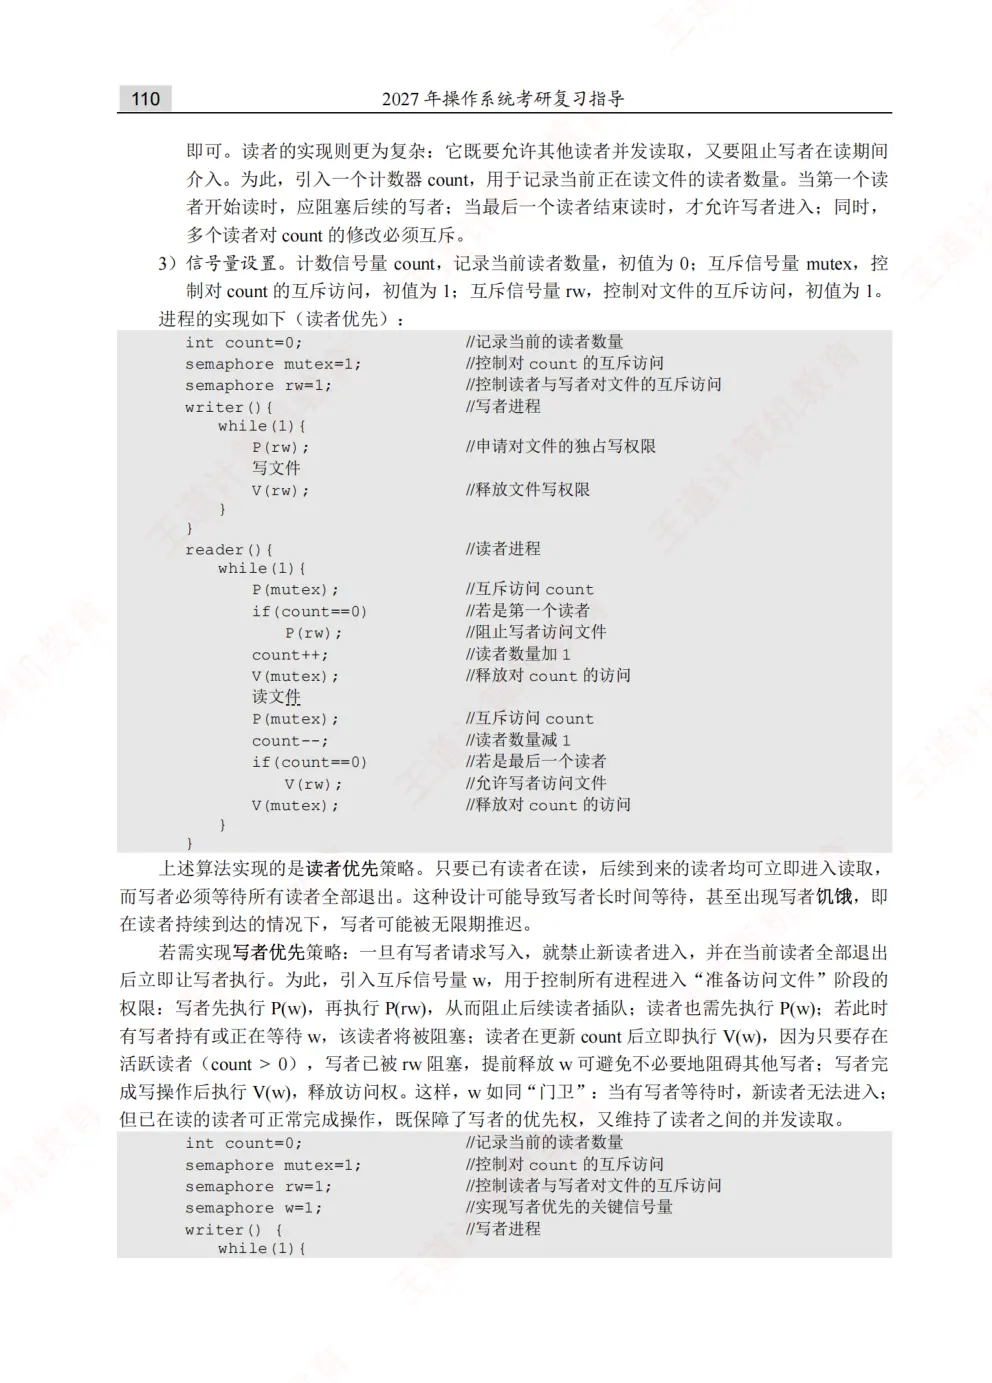 110
2027 年操作系统考研复习指导
即可。读者的实现则更为复杂：它既要允许其他读者并发读取，又要阻止写者在读期间
介入。为此，引入一个计数器 count，用于记录当前正在读文件的读者数量。当第一个读
者开始读时，应阻塞后续的写者；当最后一个读者结束读时，才允许写者进入；同时，
多个读者对 count 的修改必须互斥。
3）信号量设置。计数信号量 count，记录当前读者数量，初值为 0；互斥信号量 mutex，控
制对 count 的互斥访问，初值为 1；互斥信号量 rw，控制对文件的互斥访问，初值为 1。
进程的实现如下（读者优先）：
int count=0; //记录当前的读者数量
semaphore mutex=1; //控制对 count 的互斥访问
semaphore rw=1; //控制读者与写者对文件的互斥访问
writer(){ //写者进程
while(1){
P(rw); //申请对文件的独占写权限
写文件
V(rw); //释放文件写权限
}
}
reader(){ //读者进程
while(1){
P(mutex); //互斥访问 count
if(count==0) //若是第一个读者
P(rw); //阻止写者访问文件
count++; //读者数量加 1
V(mutex); //释放对 count 的访问
读文件
P(mutex); //互斥访问 count
count--; //读者数量减 1
if(count==0) //若是最后一个读者
V(rw); //允许写者访问文件
V(mutex); //释放对 count 的访问
}
}
上述算法实现的是读者优先策略。只要已有读者在读，后续到来的读者均可立即进入读取，
而写者必须等待所有读者全部退出。这种设计可能导致写者长时间等待，甚至出现写者饥饿，即
在读者持续到达的情况下，写者可能被无限期推迟。
若需实现写者优先策略：一旦有写者请求写入，就禁止新读者进入，并在当前读者全部退出
后立即让写者执行。为此，引入互斥信号量 w，用于控制所有进程进入“准备访问文件”阶段的
权限：写者先执行 P(w)，再执行 P(rw)，从而阻止后续读者插队；读者也需先执行 P(w)；若此时
有写者持有或正在等待 w，该读者将被阻塞；读者在更新 count 后立即执行 V(w)，因为只要存在
活跃读者（count > 0），写者已被 rw 阻塞，提前释放 w 可避免不必要地阻碍其他写者；写者完
成写操作后执行 V(w)，释放访问权。这样，w 如同“门卫”：当有写者等待时，新读者无法进入；
但已在读的读者可正常完成操作，既保障了写者的优先权，又维持了读者之间的并发读取。
int count=0; //记录当前的读者数量
semaphore mutex=1; //控制对 count 的互斥访问
semaphore rw=1; //控制读者与写者对文件的互斥访问
semaphore w=1; //实现写者优先的关键信号量
writer() { //写者进程
while(1){
王道计算机教育